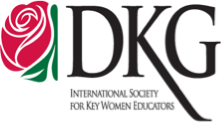 DKG
INTERNATIONAL SOCIETY
FOR KEY WOMEN EDUCATORS